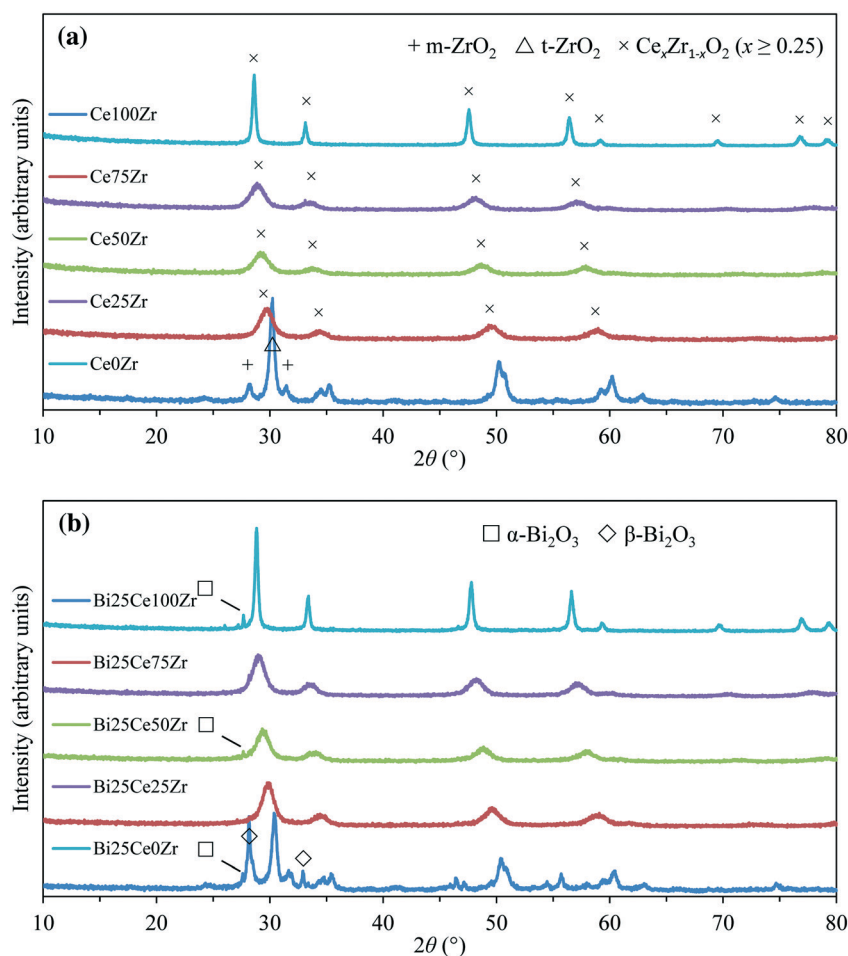 (a)
+ m-ZrO₂ △ t-ZrO₂ × CeₓZr₁₋ₓO₂ (x ≥ 0.25)
Ce100Zr
Ce75Zr
Ce50Zr
Ce25Zr
Ce0Zr
Intensity (arbitrary units)
10 20 30 40 50 60 70 80
2θ (°)
(b)
□ α-Bi₂O₃ ◇ β-Bi₂O₃
Bi25Ce100Zr
Bi25Ce75Zr
Bi25Ce50Zr
Bi25Ce25Zr
Bi25Ce0Zr
Intensity (arbitrary units)
10 20 30 40 50 60 70 80
2θ (°)